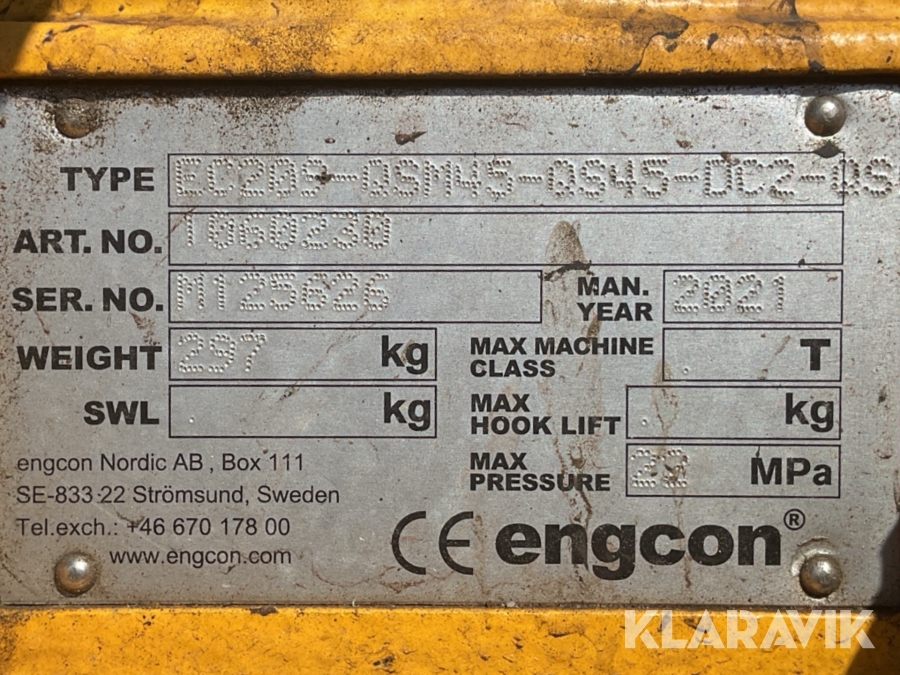 TYPE EC209-QSM45-QS45-DC2-QS
ART. NO. 1060230
SER. NO. M125626 MAN. YEAR 2021
WEIGHT 297 kg MAX MACHINE CLASS T
SWL . kg MAX HOOK LIFT . kg
MAX PRESSURE 22 MPa
engcon Nordic AB , Box 111
SE-833 22 Strömsund, Sweden
Tel.exch.: +46 670 178 00
www.engcon.com
CE engcon®
KLARAVIK